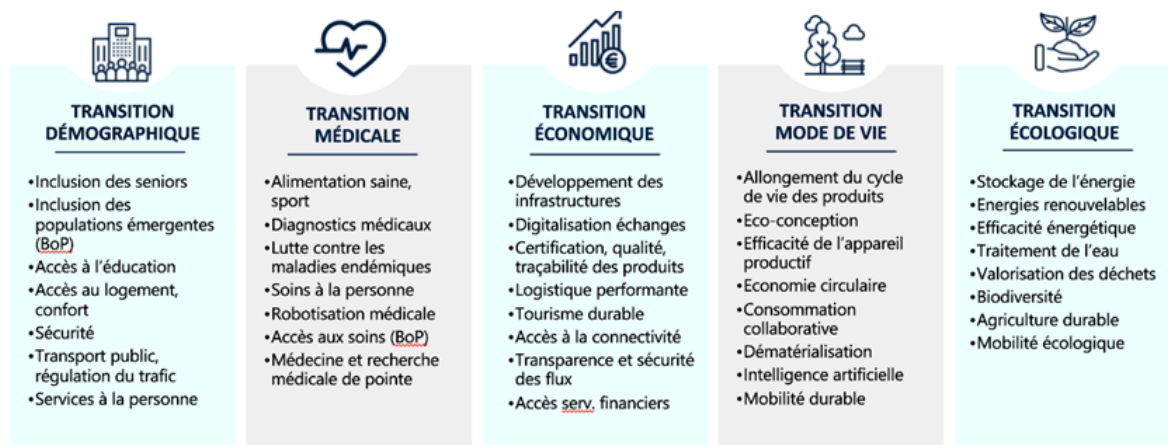 TRANSITION
DÉMOGRAPHIQUE
•Inclusion des seniors
•Inclusion des
populations émergentes
(BoP)
•Accès à l'éducation
•Accès au logement,
confort
•Sécurité
•Transport public,
régulation du trafic
•Services à la personne
TRANSITION
MÉDICALE
•Alimentation saine,
sport
•Diagnostics médicaux
•Lutte contre les
maladies endémiques
•Soins à la personne
•Robotisation médicale
•Accès aux soins (BoP)
•Médecine et recherche
médicale de pointe
€
TRANSITION
ÉCONOMIQUE
•Développement des
infrastructures
•Digitalisation échanges
•Certification, qualité,
traçabilité des produits
•Logistique performante
•Tourisme durable
•Accès à la connectivité
•Transparence et sécurité
des flux
•Accès serv. financiers
TRANSITION
MODE DE VIE
•Allongement du cycle
de vie des produits
•Eco-conception
•Efficacité de l'appareil
productif
•Economie circulaire
•Consommation
collaborative
•Dématérialisation
•Intelligence artificielle
•Mobilité durable
TRANSITION
ÉCOLOGIQUE
•Stockage de l'énergie
•Energies renouvelables
•Efficacité énergétique
•Traitement de l'eau
•Valorisation des déchets
•Biodiversité
•Agriculture durable
•Mobilité écologique